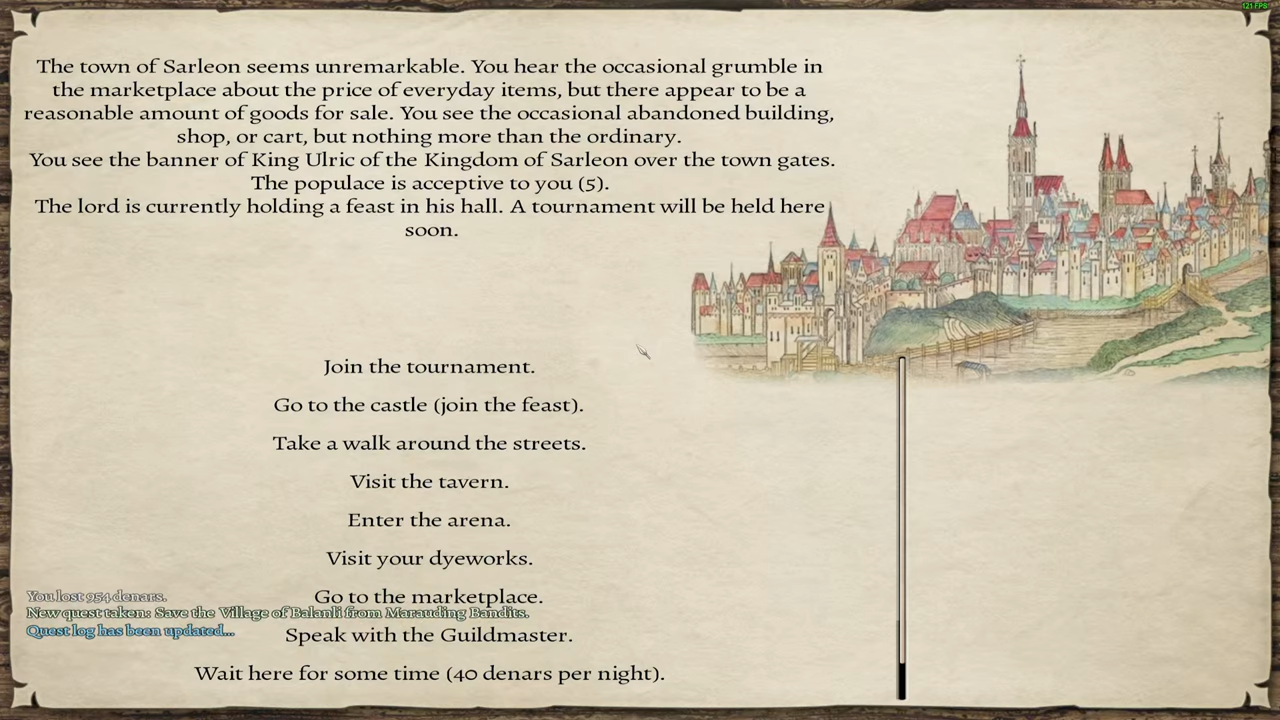 121 FPS
The town of Sarleon seems unremarkable. You hear the occasional grumble in
the marketplace about the price of everyday items, but there appear to be a
reasonable amount of goods for sale. You see the occasional abandoned building,
shop, or cart, but nothing more than the ordinary.
You see the banner of King Ulric of the Kingdom of Sarleon over the town gates.
The populace is acceptive to you (5).
The lord is currently holding a feast in his hall. A tournament will be held here
soon.
Join the tournament.
Go to the castle (join the feast).
Take a walk around the streets.
Visit the tavern.
Enter the arena.
Visit your dyeworks.
You lost 954 denars.
Go to the marketplace.
New quest taken: Save the Village of Balanli from Marauding Bandits.
Quest log has been updated...
Speak with the Guildmaster.
Wait here for some time (40 denars per night).